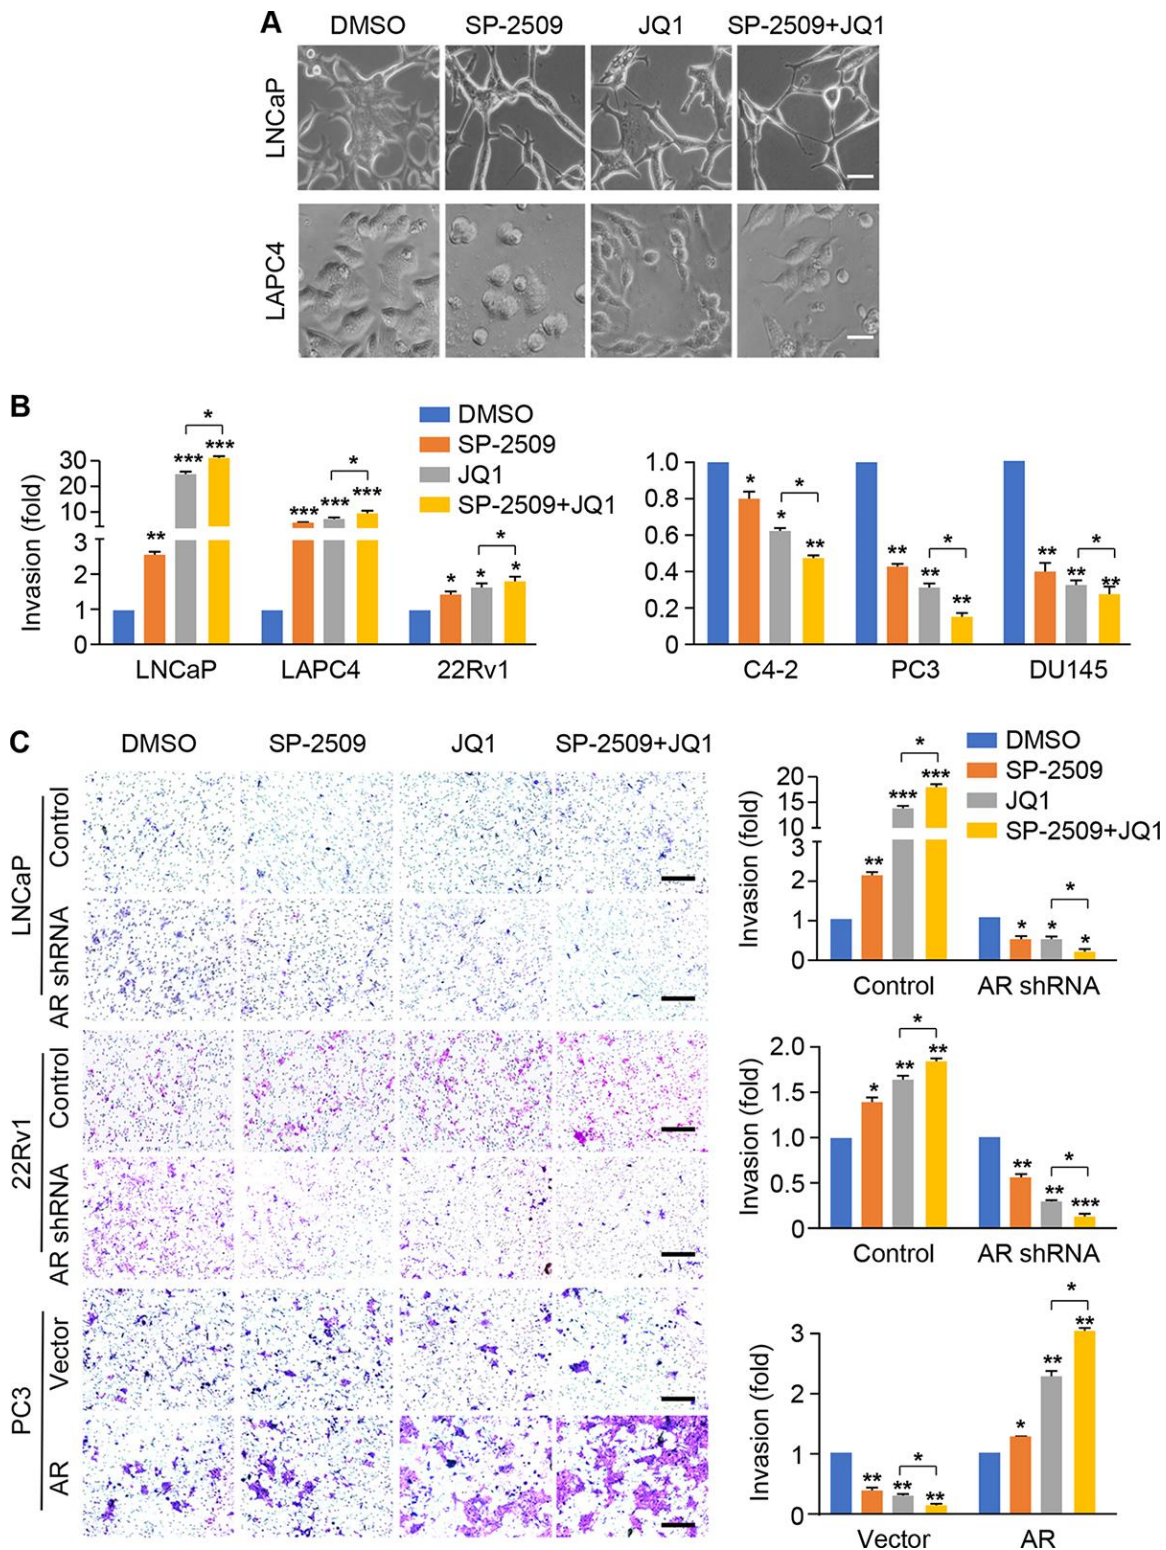 A
DMSO SP-2509 JQ1 SP-2509+JQ1
LNCaP
LAPC4
B
DMSO
SP-2509
JQ1
SP-2509+JQ1
Invasion (fold)
30
20
10
3
2
1
0
** *** *** *
*** *** *** *
* * * *
LNCaP LAPC4 22Rv1
1.0
0.8
0.6
0.4
0.2
0
* * ** *
** ** ** *
** ** ** *
C4-2 PC3 DU145
C
DMSO SP-2509 JQ1 SP-2509+JQ1
LNCaP
Control
AR shRNA
22Rv1
Control
AR shRNA
PC3
Vector
AR
DMSO
SP-2509
JQ1
SP-2509+JQ1
Invasion (fold)
20
15
10
3
2
1
0
** *** *** *
* * * *
Control AR shRNA
Invasion (fold)
2.0
1.5
1.0
0.5
0
* ** ** *
** ** *** *
Control AR shRNA
Invasion (fold)
3
2
1
0
** ** ** *
* ** ** *
Vector AR